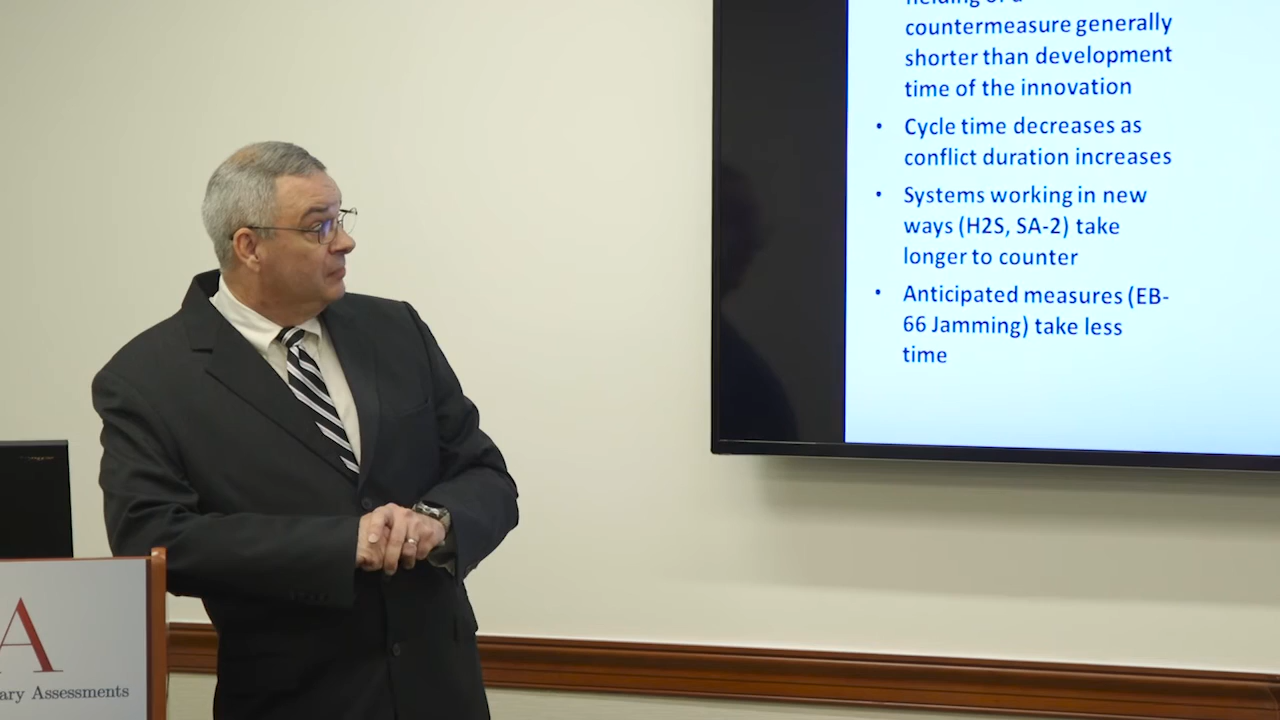 countermeasure generally
shorter than development
time of the innovation
• Cycle time decreases as
conflict duration increases
• Systems working in new
ways (H2S, SA-2) take
longer to counter
• Anticipated measures (EB-
66 Jamming) take less
time
A
ary Assessments